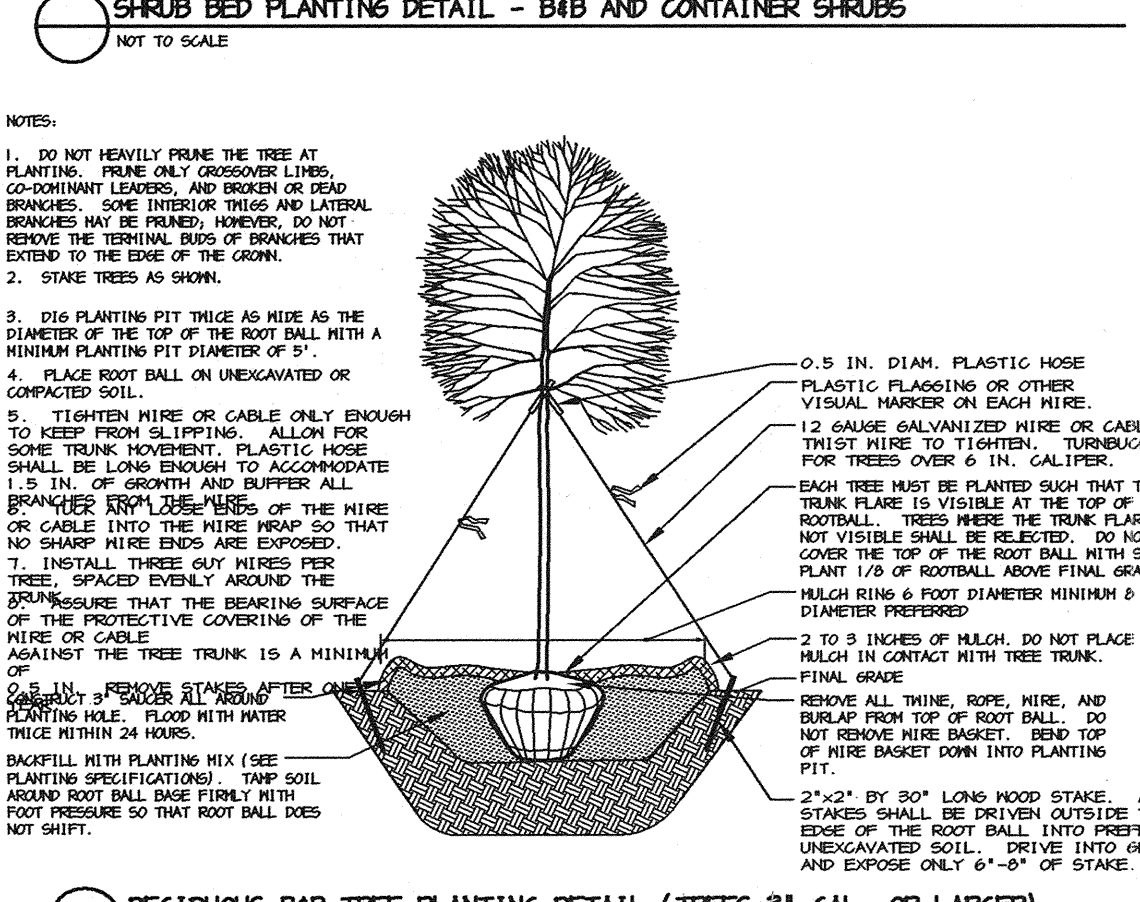 SHRUB BED PLANTING DETAIL - B&B AND CONTAINER SHRUBS
NOT TO SCALE
NOTES:
1. DO NOT HEAVILY PRUNE THE TREE AT
PLANTING. PRUNE ONLY CROSSOVER LIMBS,
CO-DOMINANT LEADERS, AND BROKEN OR DEAD
BRANCHES. SOME INTERIOR TWIGS AND LATERAL
BRANCHES MAY BE PRUNED; HOWEVER, DO NOT
REMOVE THE TERMINAL BUDS OF BRANCHES THAT
EXTEND TO THE EDGE OF THE CROWN.
2. STAKE TREES AS SHOWN.
3. DIG PLANTING PIT TWICE AS WIDE AS THE
DIAMETER OF THE TOP OF THE ROOT BALL WITH A
MINIMUM PLANTING PIT DIAMETER OF 5'.
4. PLACE ROOT BALL ON UNEXCAVATED OR
COMPACTED SOIL.
5. TIGHTEN WIRE OR CABLE ONLY ENOUGH
TO KEEP FROM SLIPPING. ALLOW FOR
SOME TRUNK MOVEMENT. PLASTIC HOSE
SHALL BE LONG ENOUGH TO ACCOMMODATE
1.5 IN. OF GROWTH AND BUFFER ALL
BRANCHES FROM THE WIRE
6. TUCK ANY LOOSE ENDS OF THE WIRE
OR CABLE INTO THE WIRE WRAP SO THAT
NO SHARP WIRE ENDS ARE EXPOSED.
7. INSTALL THREE GUY WIRES PER
TREE, SPACED EVENLY AROUND THE
TRUNK.
8. ASSURE THAT THE BEARING SURFACE
OF THE PROTECTIVE COVERING OF THE
WIRE OR CABLE
AGAINST THE TREE TRUNK IS A MINIMUM
OF
0.5 IN. REMOVE STAKES AFTER ONE
CONSTRUCT 3" SAUCER ALL AROUND
PLANTING HOLE. FLOOD WITH WATER
TWICE WITHIN 24 HOURS.
BACKFILL WITH PLANTING MIX (SEE
PLANTING SPECIFICATIONS). TAMP SOIL
AROUND ROOT BALL BASE FIRMLY WITH
FOOT PRESSURE SO THAT ROOT BALL DOES
NOT SHIFT.
0.5 IN. DIAM. PLASTIC HOSE
PLASTIC FLAGGING OR OTHER
VISUAL MARKER ON EACH WIRE.
12 GAUGE GALVANIZED WIRE OR CABL
TWIST WIRE TO TIGHTEN. TURNBUC
FOR TREES OVER 6 IN. CALIPER.
EACH TREE MUST BE PLANTED SUCH THAT T
TRUNK FLARE IS VISIBLE AT THE TOP OF
ROOTBALL. TREES WHERE THE TRUNK FLAR
NOT VISIBLE SHALL BE REJECTED. DO NO
COVER THE TOP OF THE ROOT BALL WITH S
PLANT 1/8 OF ROOTBALL ABOVE FINAL GRA
MULCH RING 6 FOOT DIAMETER MINIMUM 8
DIAMETER PREFERRED
2 TO 3 INCHES OF MULCH. DO NOT PLACE
MULCH IN CONTACT WITH TREE TRUNK.
FINAL GRADE
REMOVE ALL TWINE, ROPE, WIRE, AND
BURLAP FROM TOP OF ROOT BALL. DO
NOT REMOVE WIRE BASKET. BEND TOP
OF WIRE BASKET DOWN INTO PLANTING
PIT.
2"x2" BY 30" LONG WOOD STAKE.
STAKES SHALL BE DRIVEN OUTSIDE
EDGE OF THE ROOT BALL INTO
UNEXCAVATED SOIL. DRIVE INTO
AND EXPOSE ONLY 6"-8" OF STAKE.
DECIDUOUS B&B TREE PLANTING DETAIL (TREES 3" CAL. OR LARGER)